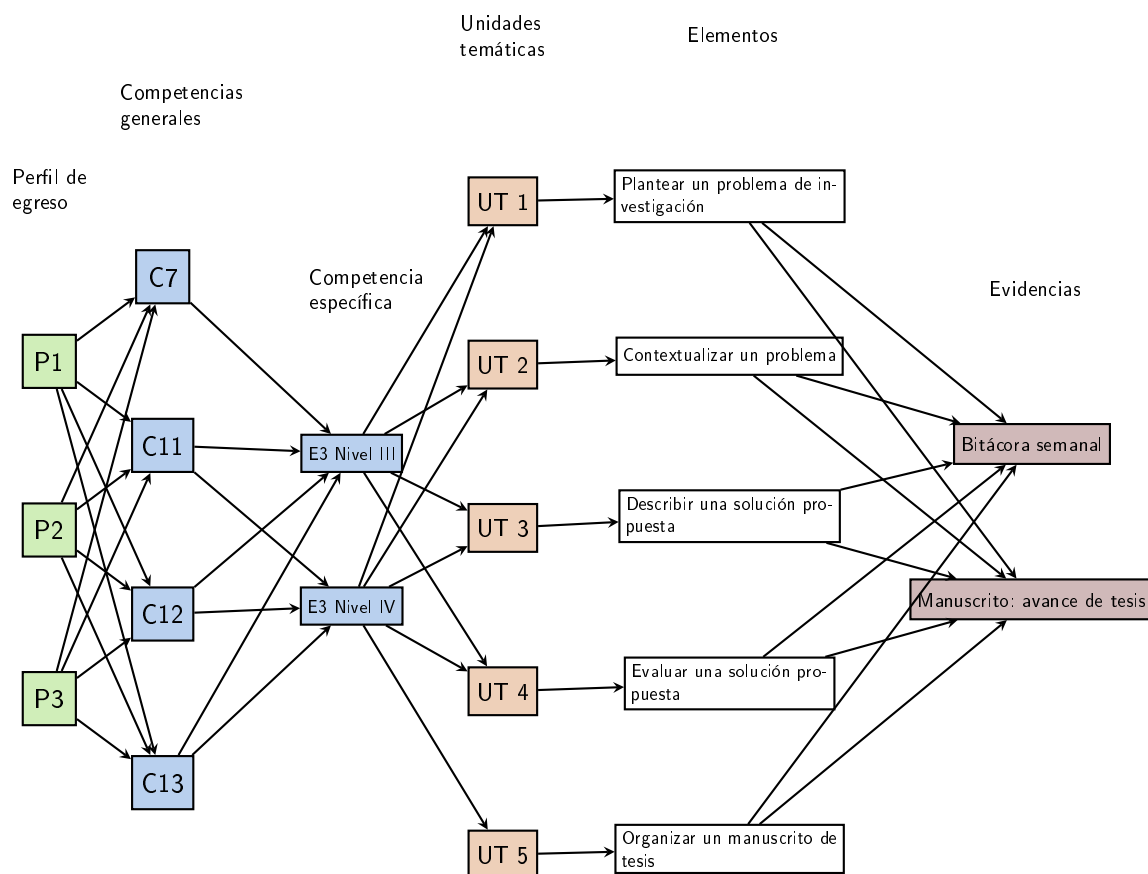 Unidades
temáticas
Elementos
Competencias
generales
Perfil de
egreso
Competencia
específica
Evidencias
P1
P2
P3
C7
C11
C12
C13
E3 Nivel III
E3 Nivel IV
UT 1
UT 2
UT 3
UT 4
UT 5
Plantear un problema de in-
vestigación
Contextualizar un problema
Describir una solución pro-
puesta
Evaluar una solución pro-
puesta
Organizar un manuscrito de
tesis
Bitácora semanal
Manuscrito: avance de tesis